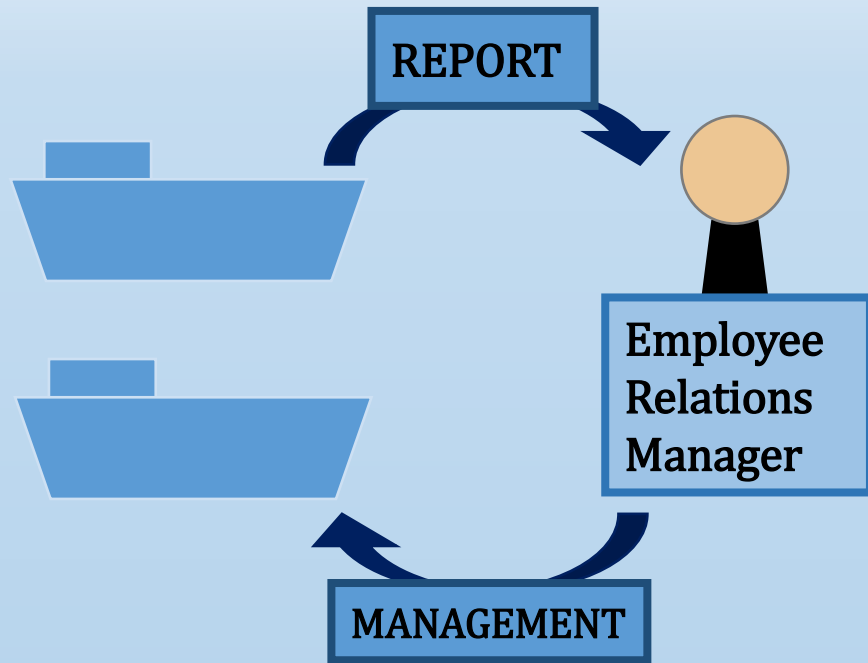 REPORT
Employee
Relations
Manager
MANAGEMENT